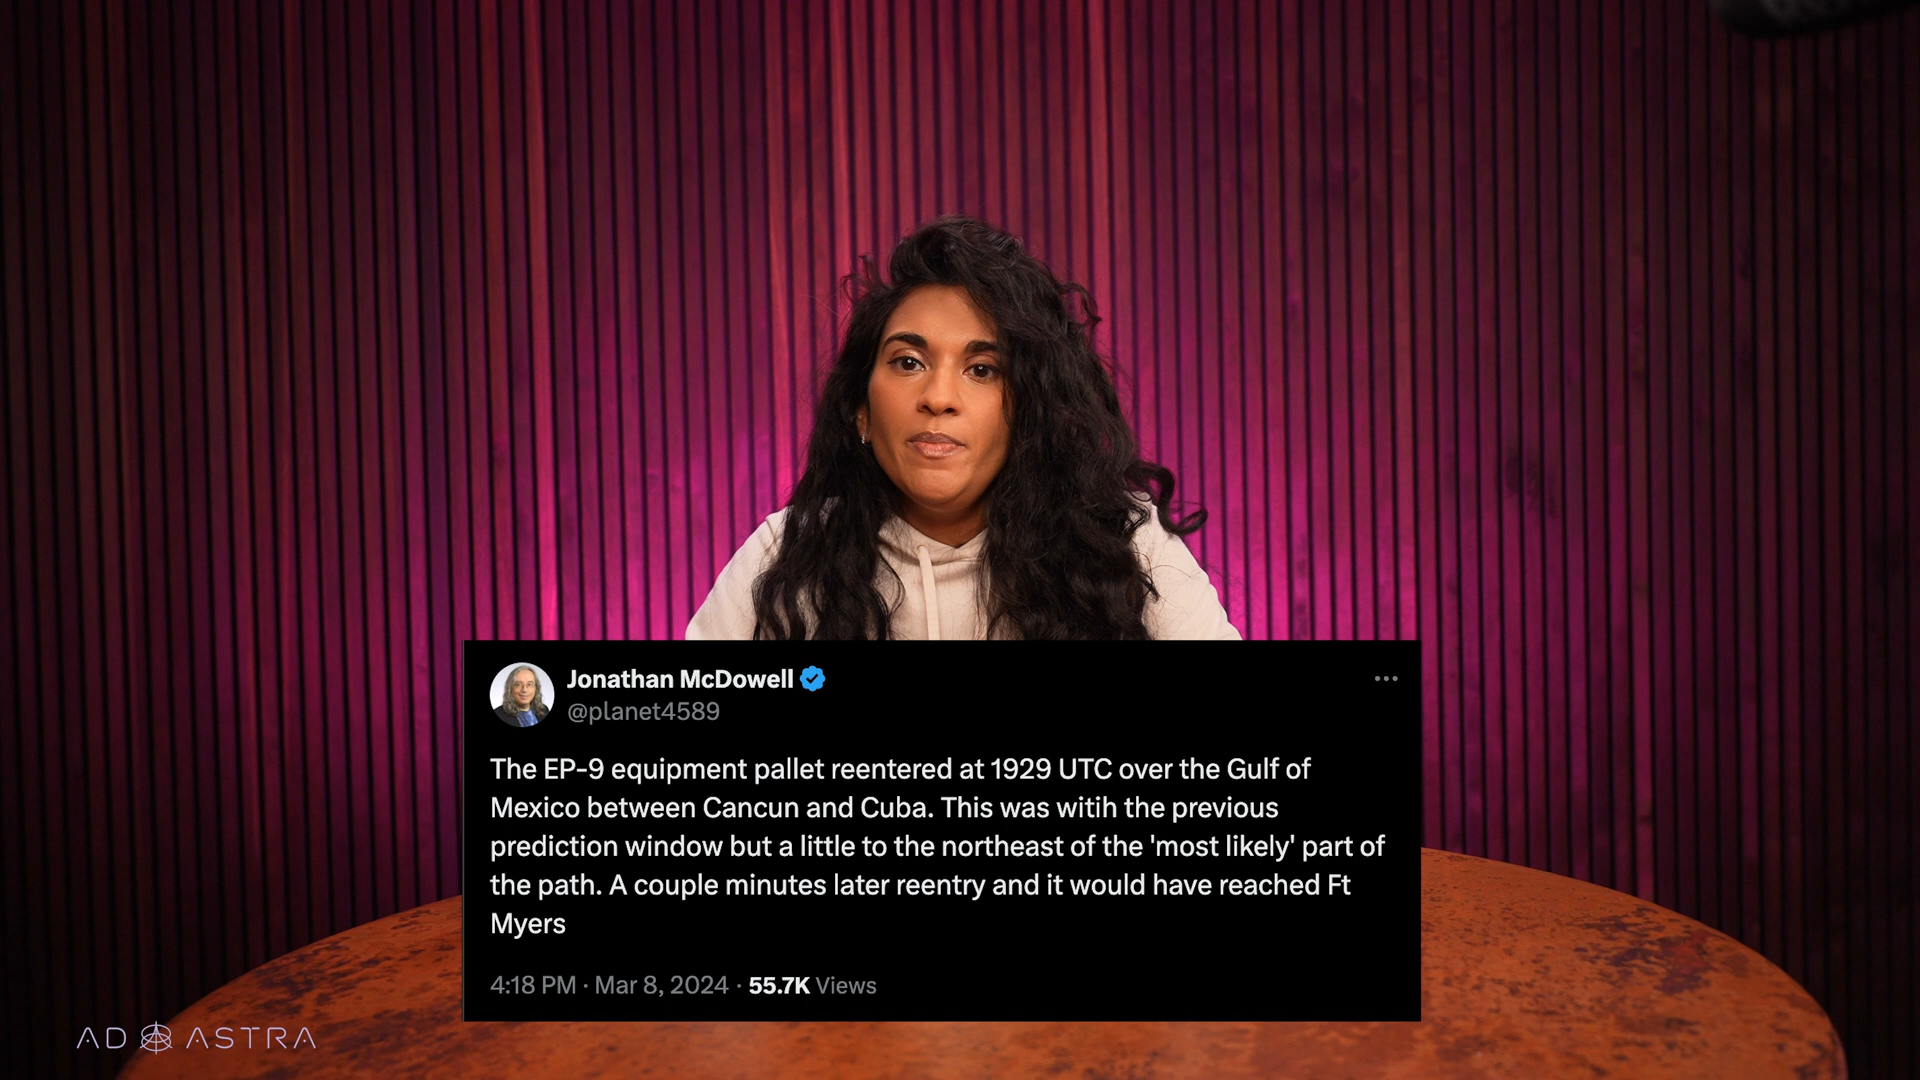 Jonathan McDowell
@planet4589
The EP-9 equipment pallet reentered at 1929 UTC over the Gulf of
Mexico between Cancun and Cuba. This was witih the previous
prediction window but a little to the northeast of the 'most likely' part of
the path. A couple minutes later reentry and it would have reached Ft
Myers
4:18 PM · Mar 8, 2024 · 55.7K Views
AD ASTRA